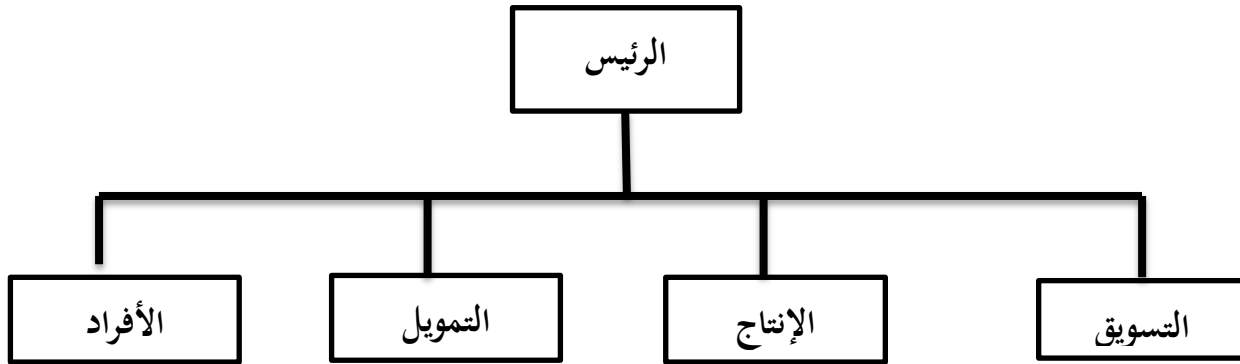 الرئيس
التسويق
الإنتاج
التمويل
الأفراد